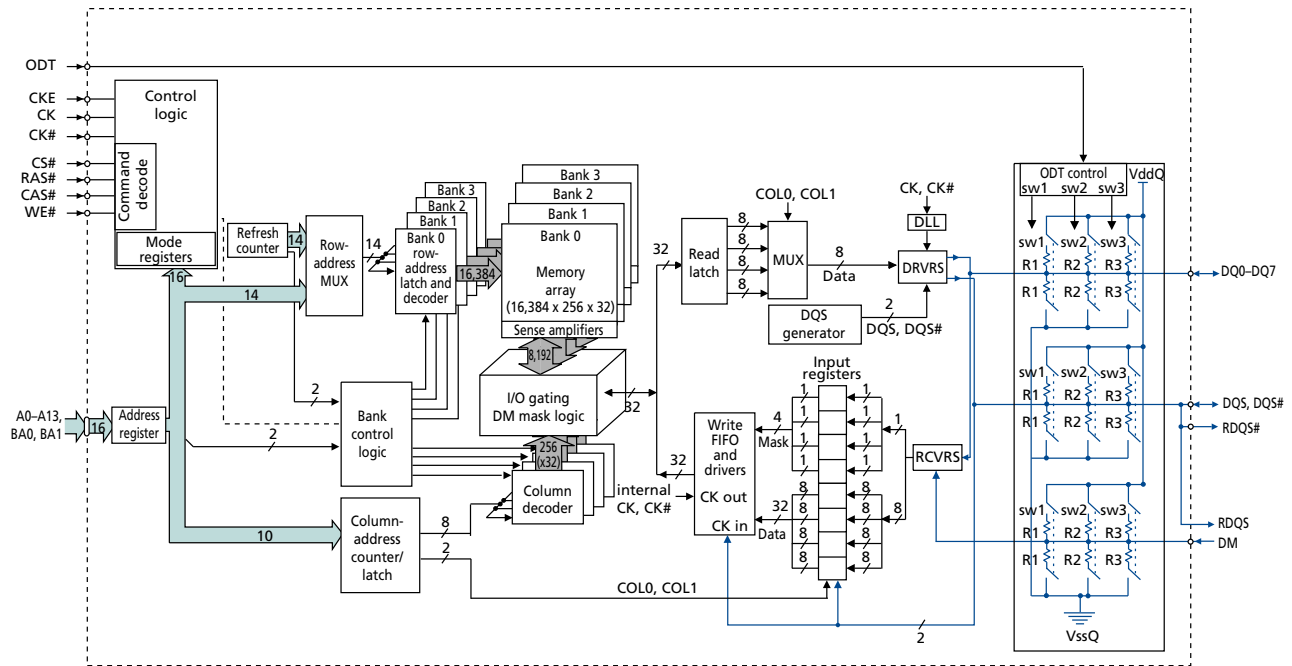 ODT
CKE
CK
CK#
CS#
RAS#
CAS#
WE#
Control
logic
Command
decode
Mode
registers
16
14
Refresh
counter
14
Row-
address
MUX
14
Bank 3
Bank 2
Bank 1
Bank 0
row-
address
latch and
decoder
16,384
Bank 3
Bank 2
Bank 1
Bank 0
Memory
array
(16,384 x 256 x 32)
Sense amplifiers
8,192
I/O gating
DM mask logic
256
(x32)
Column
decoder
2
2
Bank
control
logic
A0–A13,
BA0, BA1
16
Address
register
10
Column-
address
counter/
latch
8
2
COL0, COL1
internal
CK, CK#
32
32
32
Read
latch
8
8
8
8
COL0, COL1
MUX
8
Data
DQS
generator
2
DQS, DQS#
CK, CK#
DLL
DRVRS
Input
registers
Write
FIFO
and
drivers
CK out
CK in
4
Mask
32
Data
1
1
1
1
8
8
8
8
1
1
1
1
8
8
8
8
1
8
RCVRS
2
ODT control
sw1
sw2
sw3
VddQ
sw1
sw2
sw3
R1
R2
R3
R1
R2
R3
sw1
sw2
sw3
R1
R2
R3
R1
R2
R3
sw1
sw2
sw3
R1
R2
R3
R1
R2
R3
VssQ
DQ0–DQ7
DQS, DQS#
RDQS#
RDQS
DM